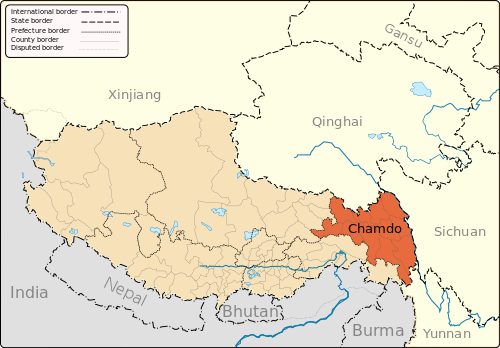 International border
State border
Prefecture border
County border
Disputed border
Gansu
Xinjiang
Qinghai
Chamdo
Sichuan
India
Nepal
Bhutan
Burma
Yunnan